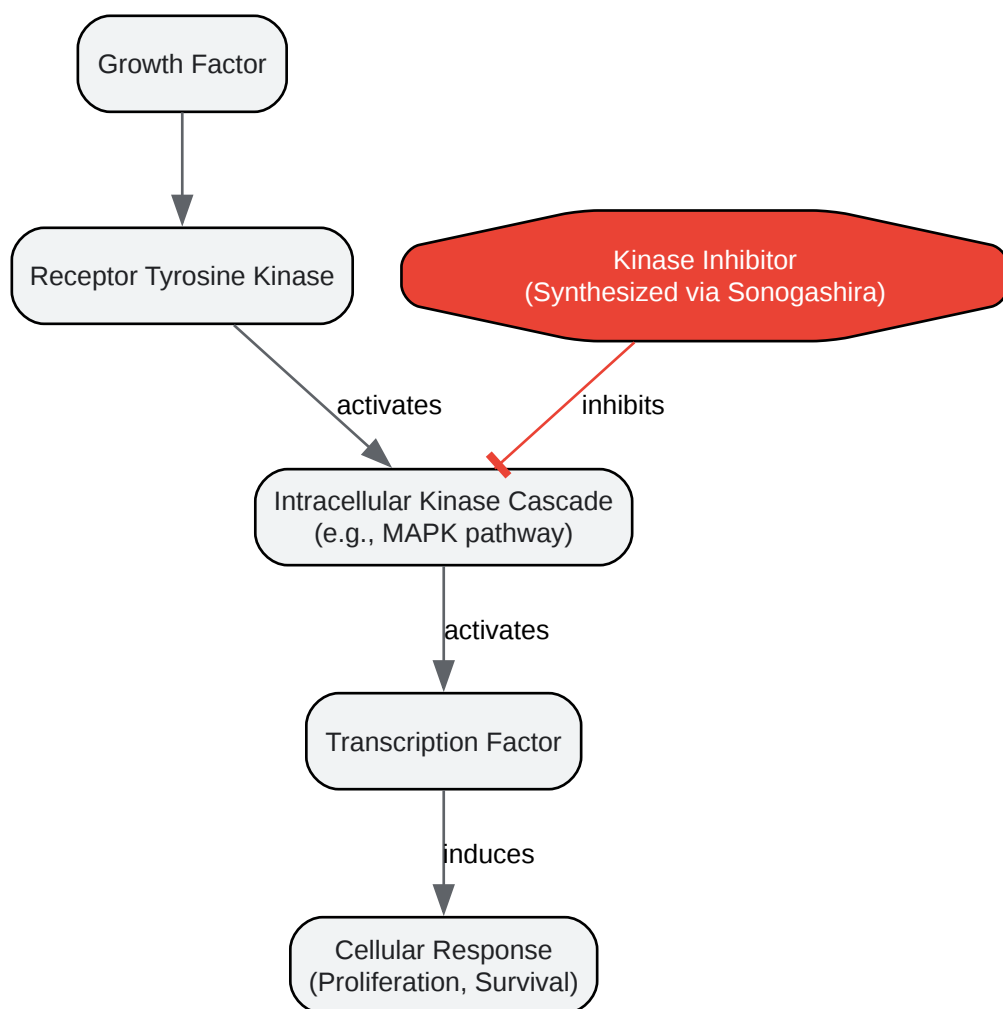 Growth Factor
Receptor Tyrosine Kinase
Kinase Inhibitor
(Synthesized via Sonogashira)
activates
inhibits
Intracellular Kinase Cascade
(e.g., MAPK pathway)
activates
Transcription Factor
induces
Cellular Response
(Proliferation, Survival)